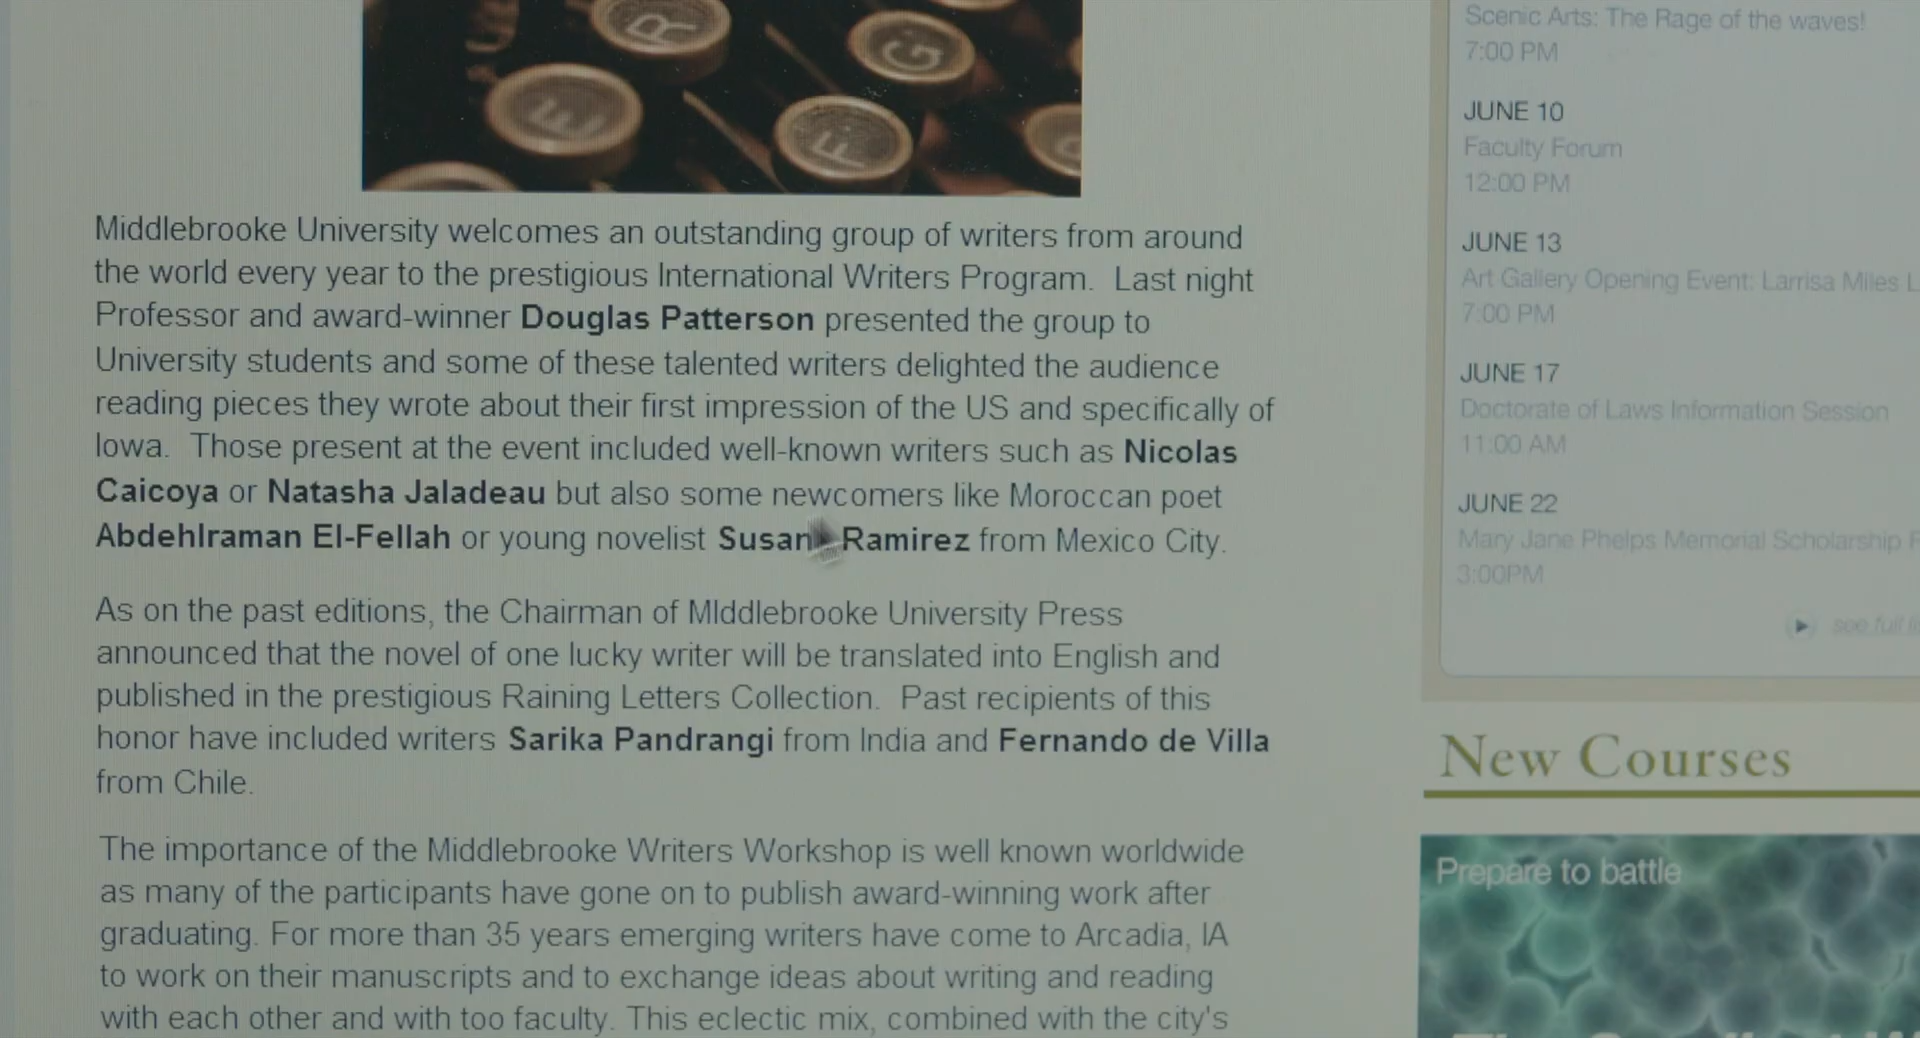 R
G
E
F
Middlebrooke University welcomes an outstanding group of writers from around
the world every year to the prestigious International Writers Program. Last night
Professor and award-winner Douglas Patterson presented the group to
University students and some of these talented writers delighted the audience
reading pieces they wrote about their first impression of the US and specifically of
Iowa. Those present at the event included well-known writers such as Nicolas
Caicoya or Natasha Jaladeau but also some newcomers like Moroccan poet
Abdehlraman El-Fellah or young novelist Susan Ramirez from Mexico City.
As on the past editions, the Chairman of MIddlebrooke University Press
announced that the novel of one lucky writer will be translated into English and
published in the prestigious Raining Letters Collection. Past recipients of this
honor have included writers Sarika Pandrangi from India and Fernando de Villa
from Chile.
The importance of the Middlebrooke Writers Workshop is well known worldwide
as many of the participants have gone on to publish award-winning work after
graduating. For more than 35 years emerging writers have come to Arcadia, IA
to work on their manuscripts and to exchange ideas about writing and reading
with each other and with too faculty. This eclectic mix, combined with the city's
Scenic Arts: The Rage of the waves!
7:00 PM
JUNE 10
Faculty Forum
12:00 PM
JUNE 13
Art Gallery Opening Event: Larrisa Miles L
7:00 PM
JUNE 17
Doctorate of Laws Information Session
11:00 AM
JUNE 22
Mary Jane Phelps Memorial Scholarship
3:00PM
see full
New Courses
Prepare to battle